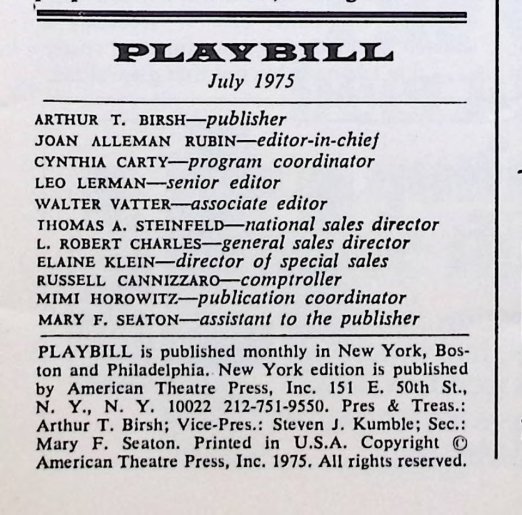 PLAYBILL
July 1975
ARTHUR T. BIRSH—publisher
JOAN ALLEMAN RUBIN—editor-in-chief
CYNTHIA CARTY—program coordinator
LEO LERMAN—senior editor
WALTER VATTER—associate editor
THOMAS A. STEINFELD—national sales director
L. ROBERT CHARLES—general sales director
ELAINE KLEIN—director of special sales
RUSSELL CANNIZZARO—comptroller
MIMI HOROWITZ—publication coordinator
MARY F. SEATON—assistant to the publisher
PLAYBILL is published monthly in New York, Bos-
ton and Philadelphia. New York edition is published
by American Theatre Press, Inc. 151 E. 50th St.,
N. Y., N. Y. 10022 212-751-9550. Pres & Treas.:
Arthur T. Birsh; Vice-Pres.: Steven J. Kumble; Sec.:
Mary F. Seaton. Printed in U.S.A. Copyright ©
American Theatre Press, Inc. 1975. All rights reserved.